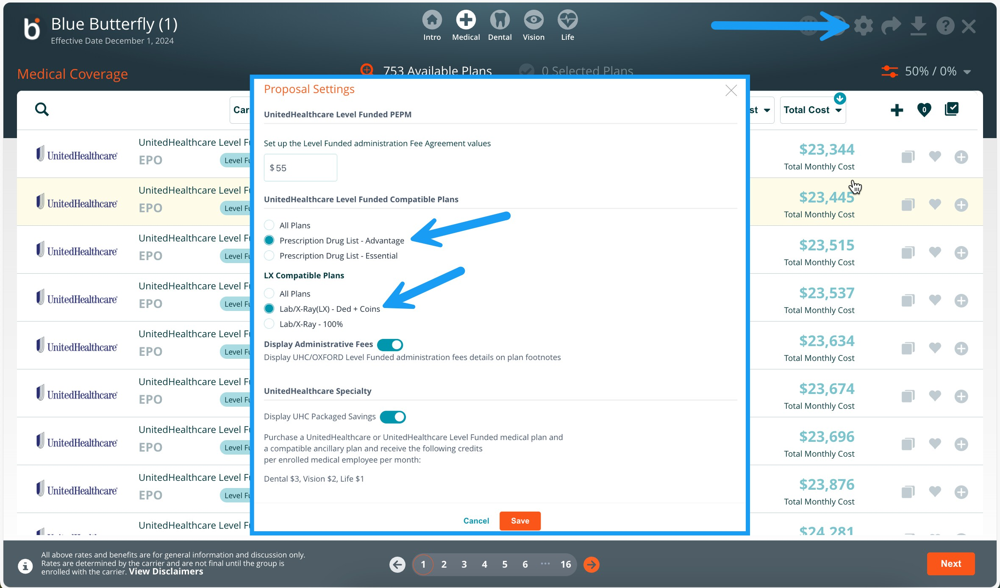 Blue Butterfly (1)
Effective Date December 1, 2024
Intro
Medical
Dental
Vision
Life
Medical Coverage
753 Available Plans
0 Selected Plans
50% / 0%
Car
st
Total Cost
0
Proposal Settings
UnitedHealthcare Level Funded PEPM
Set up the Level Funded administration Fee Agreement values
$ 55
UnitedHealthcare Level Funded Compatible Plans
All Plans
Prescription Drug List - Advantage
Prescription Drug List - Essential
LX Compatible Plans
All Plans
Lab/X-Ray(LX) - Ded + Coins
Lab/X-Ray - 100%
Display Administrative Fees
Display UHC/OXFORD Level Funded administration fees details on plan footnotes
UnitedHealthcare Specialty
Display UHC Packaged Savings
Purchase a UnitedHealthcare or UnitedHealthcare Level Funded medical plan and
a compatible ancillary plan and receive the following credits
per enrolled medical employee per month:
Dental $3, Vision $2, Life $1
Cancel
Save
UnitedHealthcare
UnitedHealthcare Level F
EPO
Level Fu
$23,344
Total Monthly Cost
UnitedHealthcare
UnitedHealthcare Level F
EPO
Level Fu
$23,445
Total Monthly Cost
UnitedHealthcare
UnitedHealthcare Level F
EPO
Level Fu
$23,515
Total Monthly Cost
UnitedHealthcare
UnitedHealthcare Level F
EPO
Level Fu
$23,537
Total Monthly Cost
UnitedHealthcare
UnitedHealthcare Level F
EPO
Level Fu
$23,634
Total Monthly Cost
UnitedHealthcare
UnitedHealthcare Level F
EPO
Level Fu
$23,674
Total Monthly Cost
UnitedHealthcare
UnitedHealthcare Level F
EPO
Level Fu
$23,696
Total Monthly Cost
UnitedHealthcare
UnitedHealthcare Level F
EPO
Level Fu
$23,876
Total Monthly Cost
UnitedHealthcare Level F
$24,281
All above rates and benefits are for general information and discussion only.
Rates are determined by the carrier and are not final until the group is
enrolled with the carrier. View Disclaimers
1 2 3 4 5 6 ... 16
Next